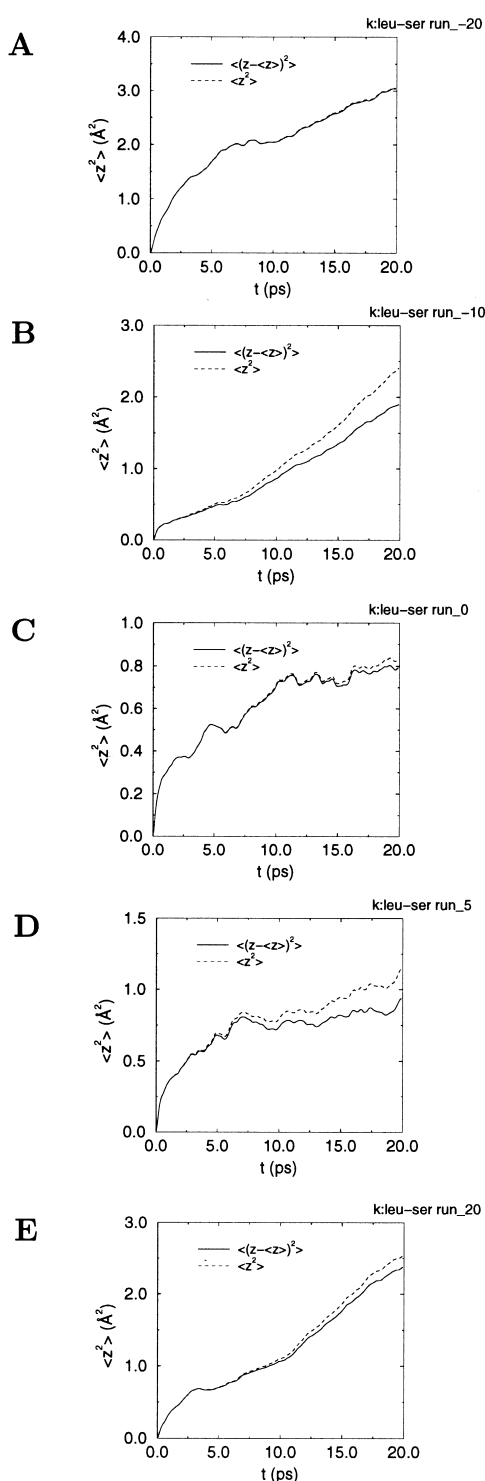 A
k:leu-ser run_-20
4.0
3.0
2.0
1.0
0.0
<(z-<z>)²>
<z²>
<z²> (Å²)
0.0 5.0 10.0 15.0 20.0
t (ps)
B
k:leu-ser run_-10
3.0
2.0
1.0
0.0
<(z-<z>)²>
<z²>
<z²> (Å²)
0.0 5.0 10.0 15.0 20.0
t (ps)
C
k:leu-ser run_0
1.0
0.8
0.6
0.4
0.2
0.0
<(z-<z>)²>
<z²>
<z²> (Å²)
0.0 5.0 10.0 15.0 20.0
t (ps)
D
k:leu-ser run_5
1.5
1.0
0.5
0.0
<(z-<z>)²>
<z²>
<z²> (Å²)
0.0 5.0 10.0 15.0 20.0
t (ps)
E
k:leu-ser run_20
3.0
2.0
1.0
0.0
<(z-<z>)²>
<z²>
<z²> (Å²)
0.0 5.0 10.0 15.0 20.0
t (ps)